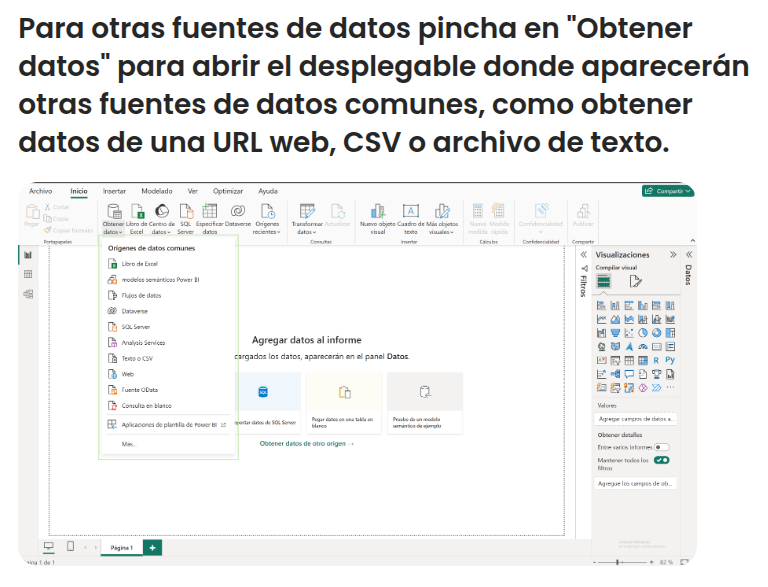 Para otras fuentes de datos pincha en "Obtener
datos" para abrir el desplegable donde aparecerán
otras fuentes de datos comunes, como obtener
datos de una URL web, CSV o archivo de texto.
Archivo Inicio Insertar Modelado Ver Optimizar Ayuda Compartir
Pegar
Cortar
Copiar
Copiar formato
Portapapeles
Obtener datos
Libro de Excel
Centro de datos
SQL Server
Especificar datos
Dataverse
Orígenes recientes
Transformar datos
Actualizar
Consultas
Nuevo objeto visual
Cuadro de texto
Más objetos visuales
Insertar
Nueva medida
Medida rápida
Cálculos
Confidencialidad
Confidencialidad
Publicar
Compartir
Orígenes de datos comunes
Libro de Excel
modelos semánticos Power BI
Flujos de datos
Dataverse
SQL Server
Analysis Services
Texto o CSV
Web
Fuente OData
Consulta en blanco
Aplicaciones de plantilla de Power BI
Más...
Agregar datos al informe
cargados los datos, aparecerán en el panel Datos.
SQL
portar datos de SQL Server
Pegar datos en una tabla en
blanco
Prueba de un modelo
semántico de ejemplo
Obtener datos de otro origen →
Filtros
Visualizaciones
Compilar visual
R Py
Valores
Agregar campos de datos a...
Obtener detalles
Entre varios informes
Mantener todos los
filtros
Agregue los campos de ob...
Datos
Página 1 +
ina 1 de 1
82 %